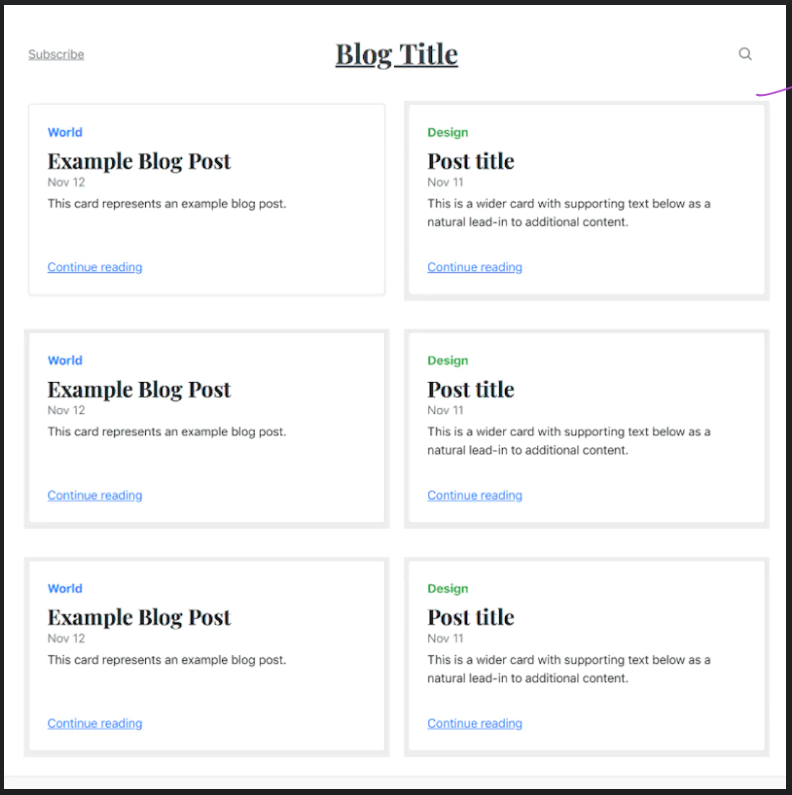 Subscribe
Blog Title
World
Example Blog Post
Nov 12
This card represents an example blog post.
Continue reading
Design
Post title
Nov 11
This is a wider card with supporting text below as a
natural lead-in to additional content.
Continue reading
World
Example Blog Post
Nov 12
This card represents an example blog post.
Continue reading
Design
Post title
Nov 11
This is a wider card with supporting text below as a
natural lead-in to additional content.
Continue reading
World
Example Blog Post
Nov 12
This card represents an example blog post.
Continue reading
Design
Post title
Nov 11
This is a wider card with supporting text below as a
natural lead-in to additional content.
Continue reading